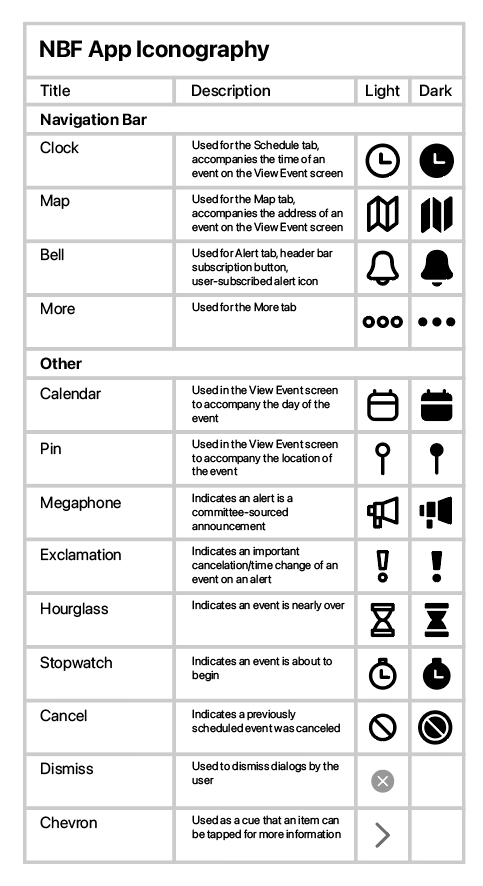 NBF App Iconography
Title Description Light Dark
Navigation Bar
Clock
Used for the Schedule tab,
accompanies the time of an
event on the View Event screen
Map
Used for the Map tab,
accompanies the address of an
event on the View Event screen
Bell
Used for Alert tab, header bar
subscription button,
user-subscribed alert icon
More
Used for the More tab
Other
Calendar
Used in the View Event screen
to accompany the day of the
event
Pin
Used in the View Event screen
to accompany the location of
the event
Megaphone
Indicates an alert is a
committee-sourced
announcement
Exclamation
Indicates an important
cancelation/time change of an
event on an alert
Hourglass
Indicates an event is nearly over
Stopwatch
Indicates an event is about to
begin
Cancel
Indicates a previously
scheduled event was canceled
Dismiss
Used to dismiss dialogs by the
user
Chevron
Used as a cue that an item can
be tapped for more information